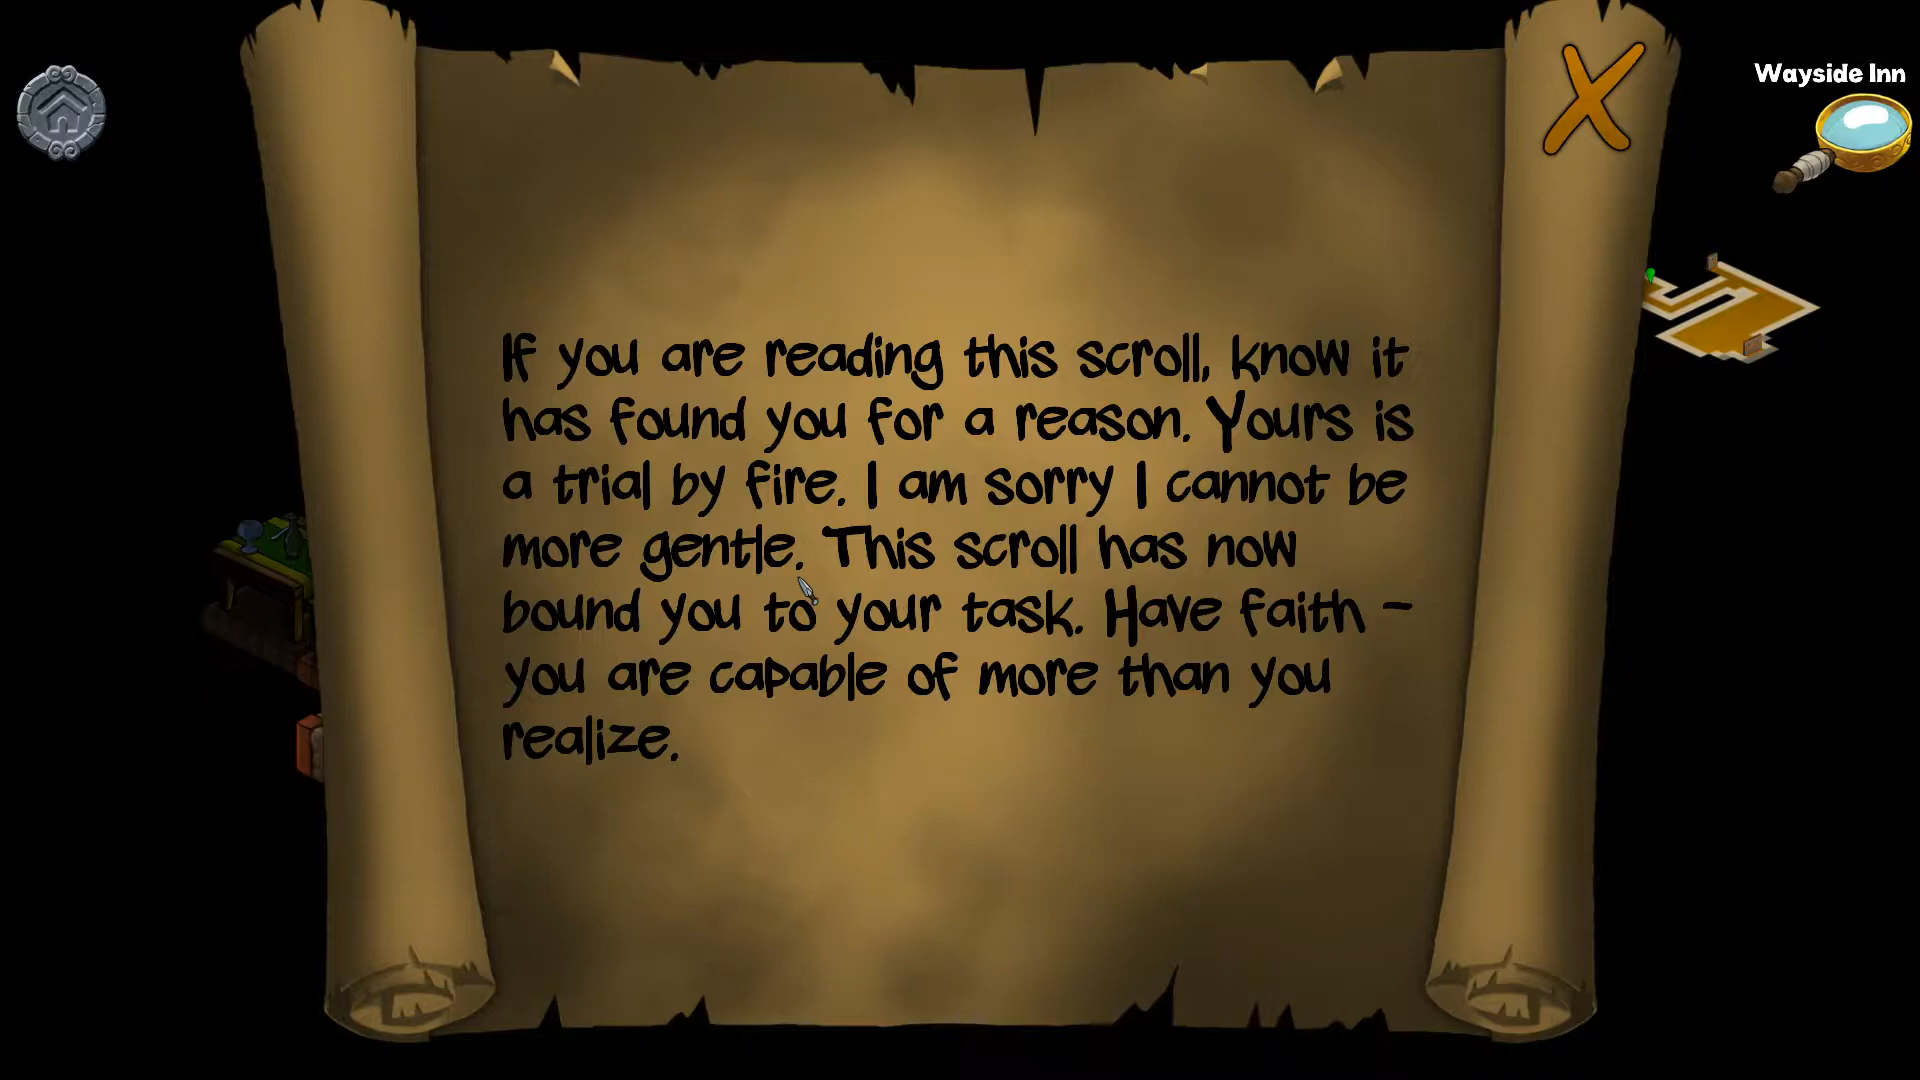 Wayside Inn
If you are reading this scroll, know it
has found you for a reason. Yours is
a trial by fire. I am sorry I cannot be
more gentle. This scroll has now
bound you to your task. Have faith -
you are capable of more than you
realize.